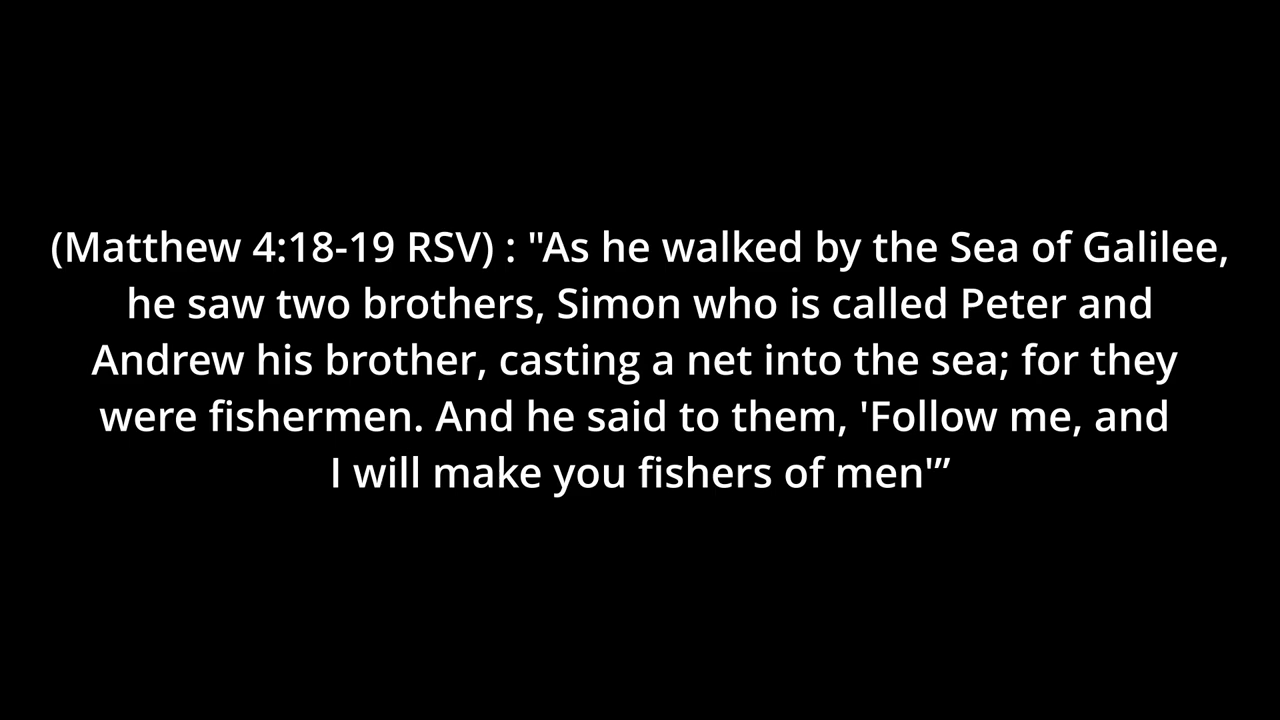 (Matthew 4:18-19 RSV) : "As he walked by the Sea of Galilee,
he saw two brothers, Simon who is called Peter and
Andrew his brother, casting a net into the sea; for they
were fishermen. And he said to them, 'Follow me, and
I will make you fishers of men'”